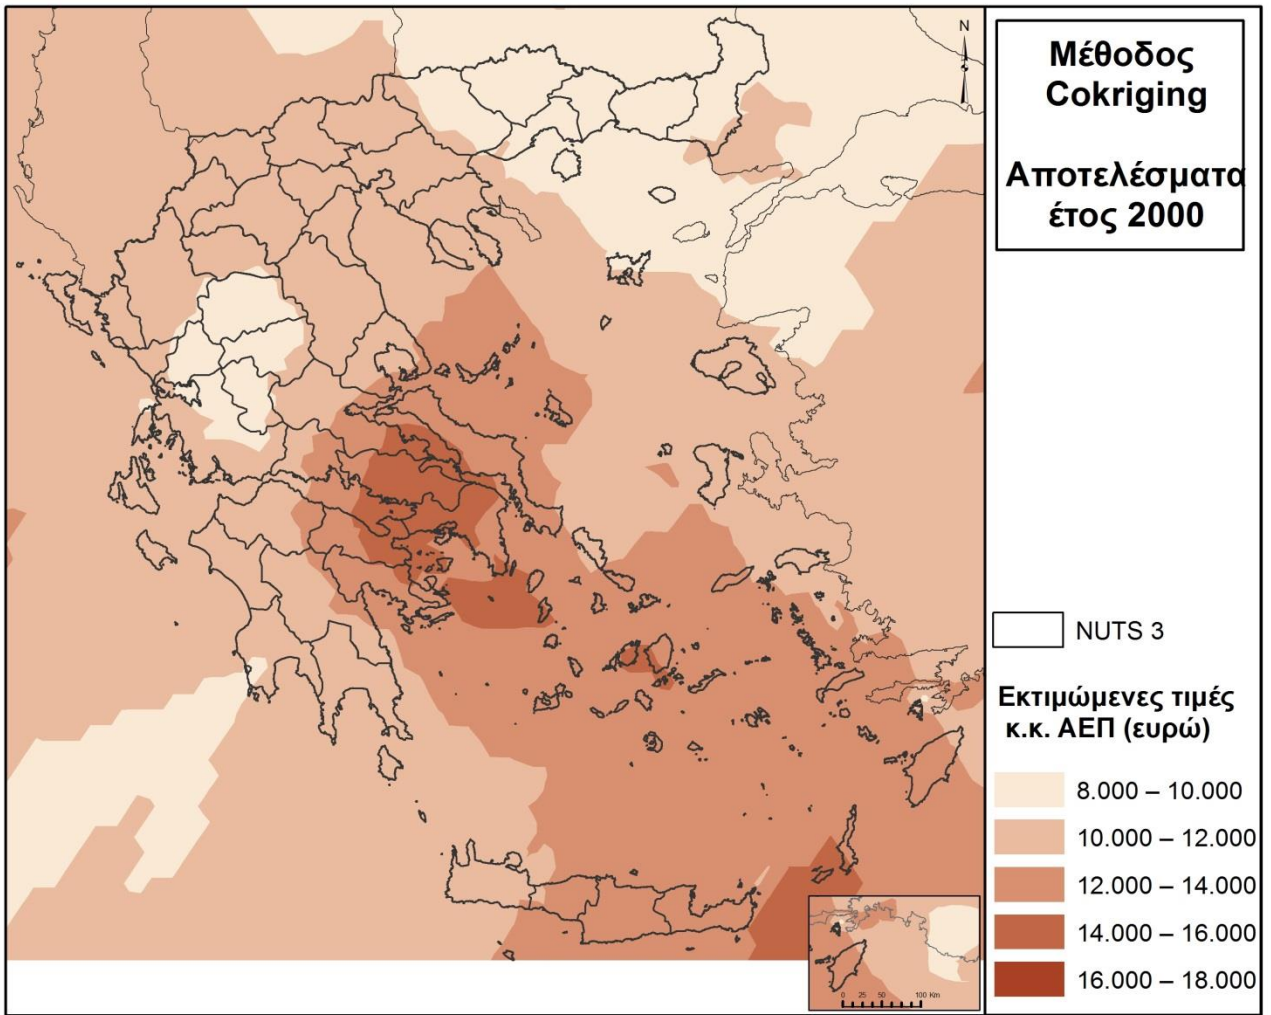 N
Μέθοδος
Cokriging
Αποτελέσματα
έτος 2000
NUTS 3
Εκτιμώμενες τιμές
κ.κ. ΑΕΠ (ευρώ)
8.000 – 10.000
10.000 – 12.000
12.000 – 14.000
14.000 – 16.000
16.000 – 18.000
0 25 50 100 Km